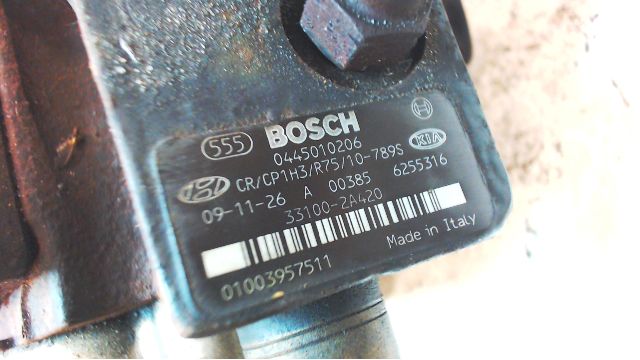 555 BOSCH
0445010206
KIA
CR/CP1H3/R75/10-789S
09-11-26 A 00385 6255316
33100-2A420
Made in Italy
01003957511